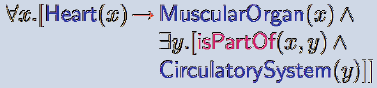 ∀x.[Heart(x) → MuscularOrgan(x) ∧
∃y.[isPartOf(x, y) ∧
CirculatorySystem(y)]]